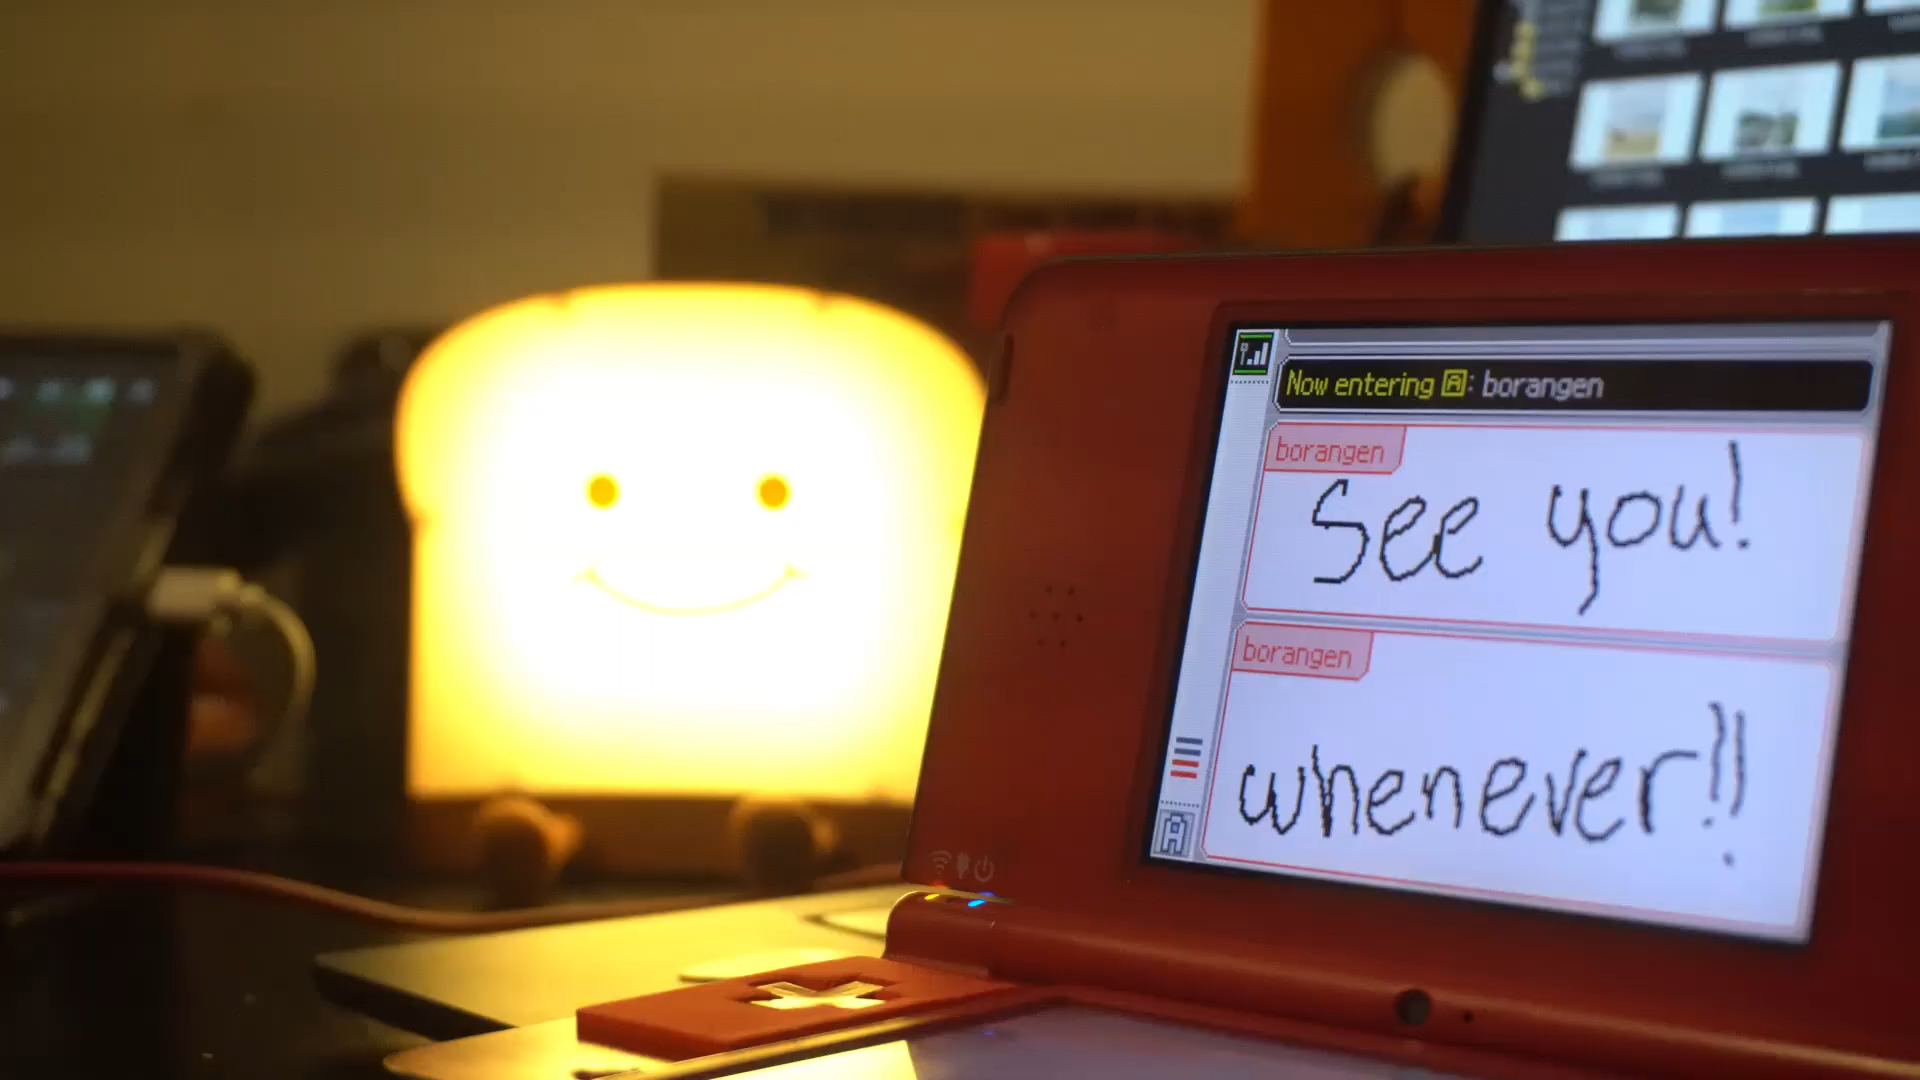 Now entering A: borangen
borangen
See you!
borangen
whenever!!
A